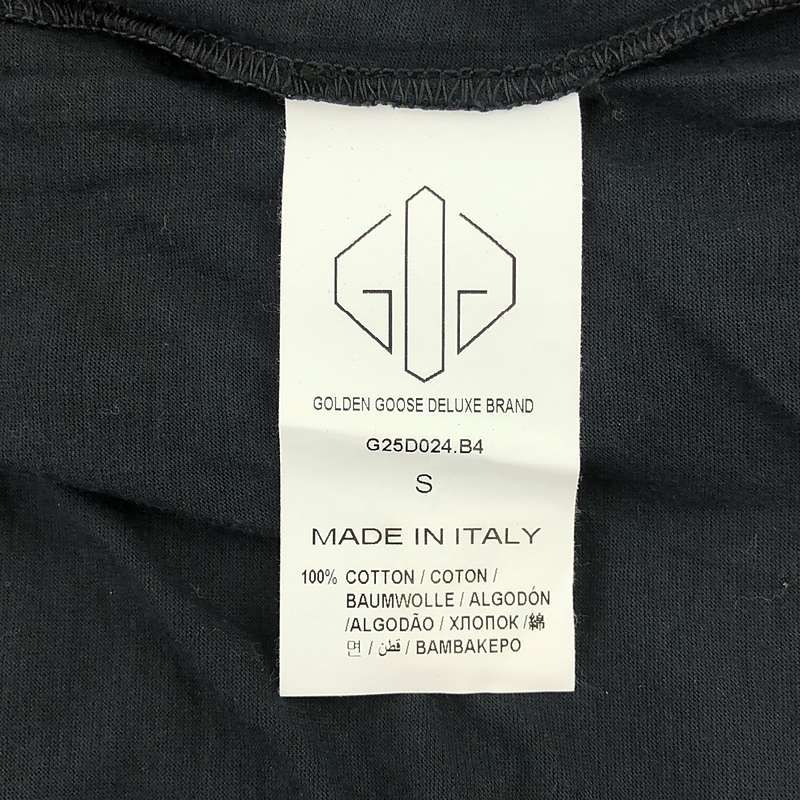 GOLDEN GOOSE DELUXE BRAND
G25D024.B4
S
MADE IN ITALY
100% COTTON / COTON /
BAUMWOLLE / ALGODÓN
/ALGODÃO / ХЛОПОК /綿
면 / قطن / BAMBAKEPO